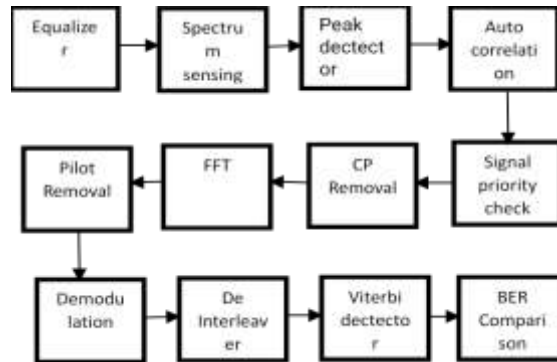 Equalize
r
Spectru
m
sensing
Peak
dectect
or
Auto
correlati
on
Pilot
Removal
FFT
CP
Removal
Signal
priority
check
Demodu
lation
De
Interleav
er
Viterbi
dectecto
r
BER
Compari
son